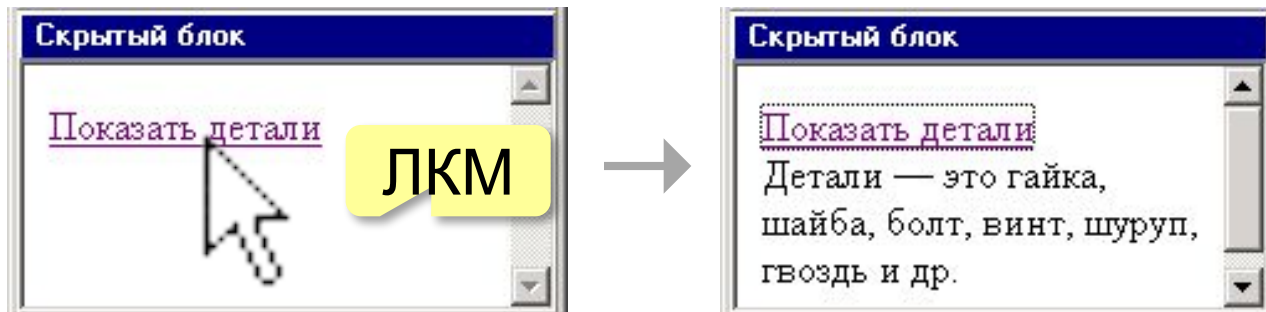 Скрытый блок
Показать детали
ЛКМ
Скрытый блок
Показать детали
Детали — это гайка,
шайба, болт, винт, шуруп,
гвоздь и др.